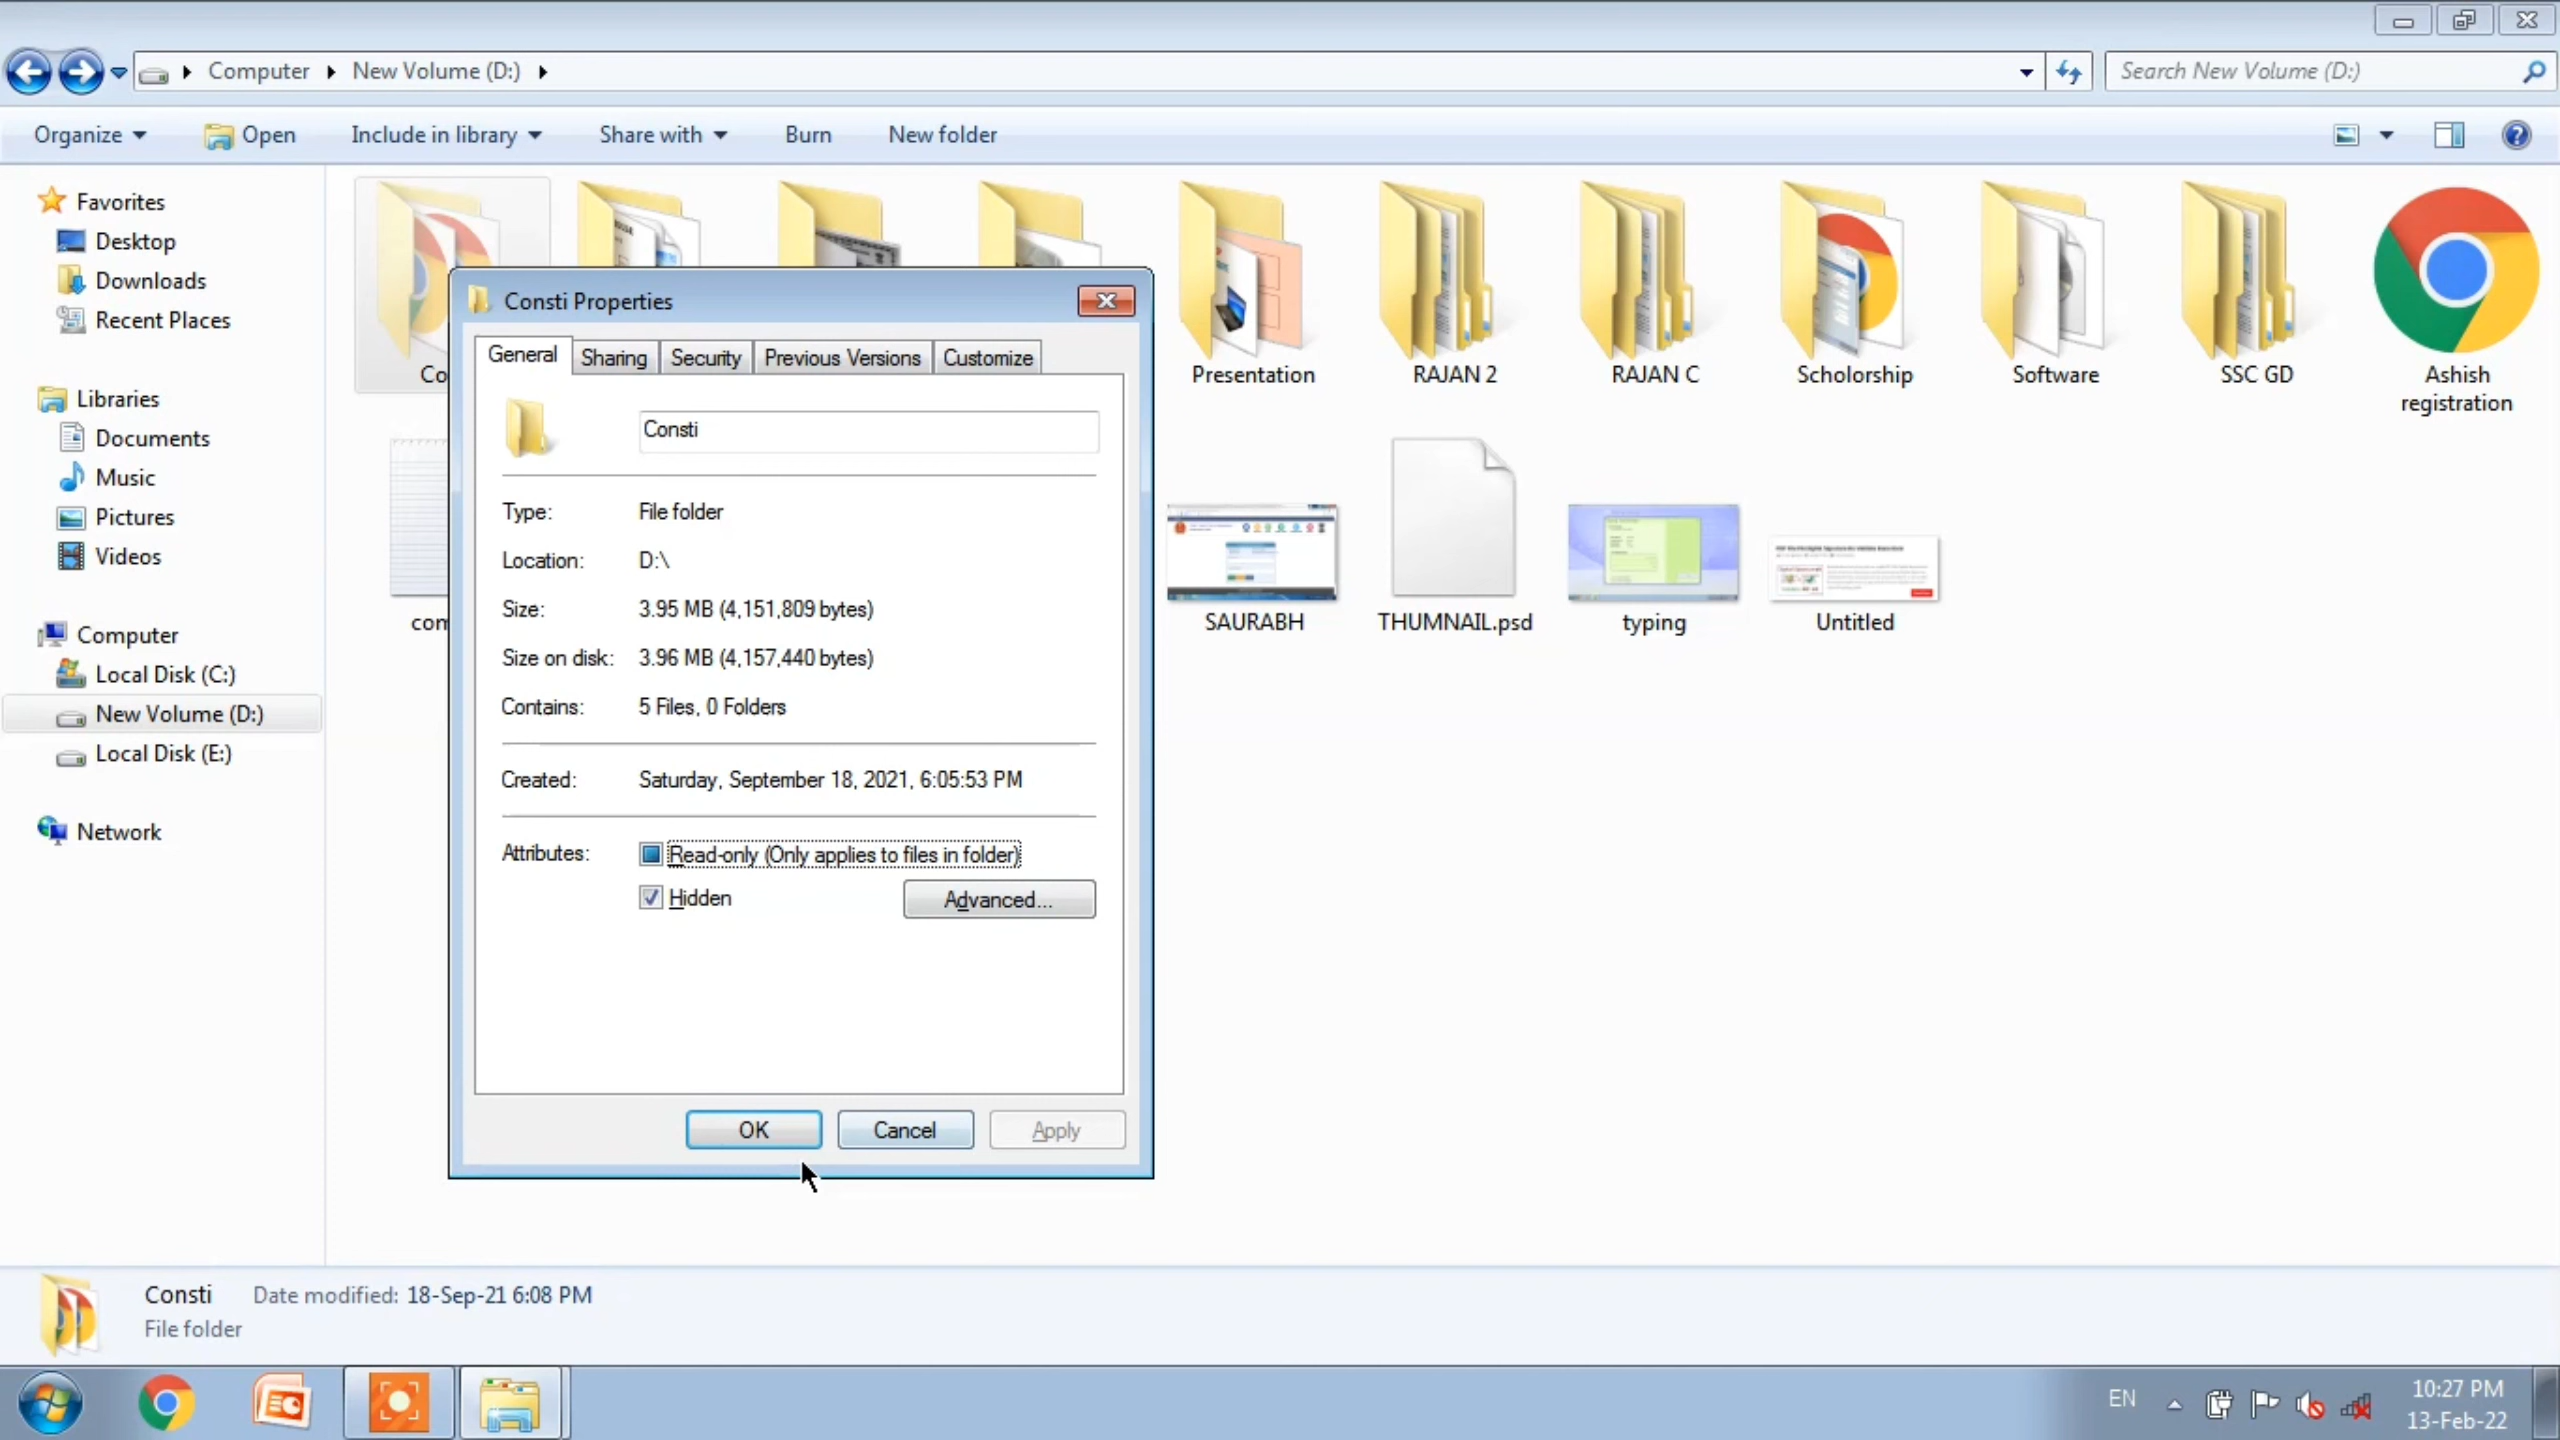 Computer
New Volume (D:)
Search New Volume (D:)
Organize
Open
Include in library
Share with
Burn
New folder
Favorites
Desktop
Downloads
Recent Places
Libraries
Documents
Music
Pictures
Videos
Computer
Local Disk (C:)
New Volume (D:)
Local Disk (E:)
Network
Co
Presentation
RAJAN 2
RAJAN C
Scholorship
Software
SSC GD
Ashish
registration
com
SAURABH
THUMNAIL.psd
typing
Untitled
Consti Properties
General
Sharing
Security
Previous Versions
Customize
Consti
Type: File folder
Location: D:\
Size: 3.95 MB (4,151,809 bytes)
Size on disk: 3.96 MB (4,157,440 bytes)
Contains: 5 Files, 0 Folders
Created: Saturday, September 18, 2021, 6:05:53 PM
Attributes: Read-only (Only applies to files in folder)
Hidden
Advanced...
OK
Cancel
Apply
Consti Date modified: 18-Sep-21 6:08 PM
File folder
EN
10:27 PM
13-Feb-22